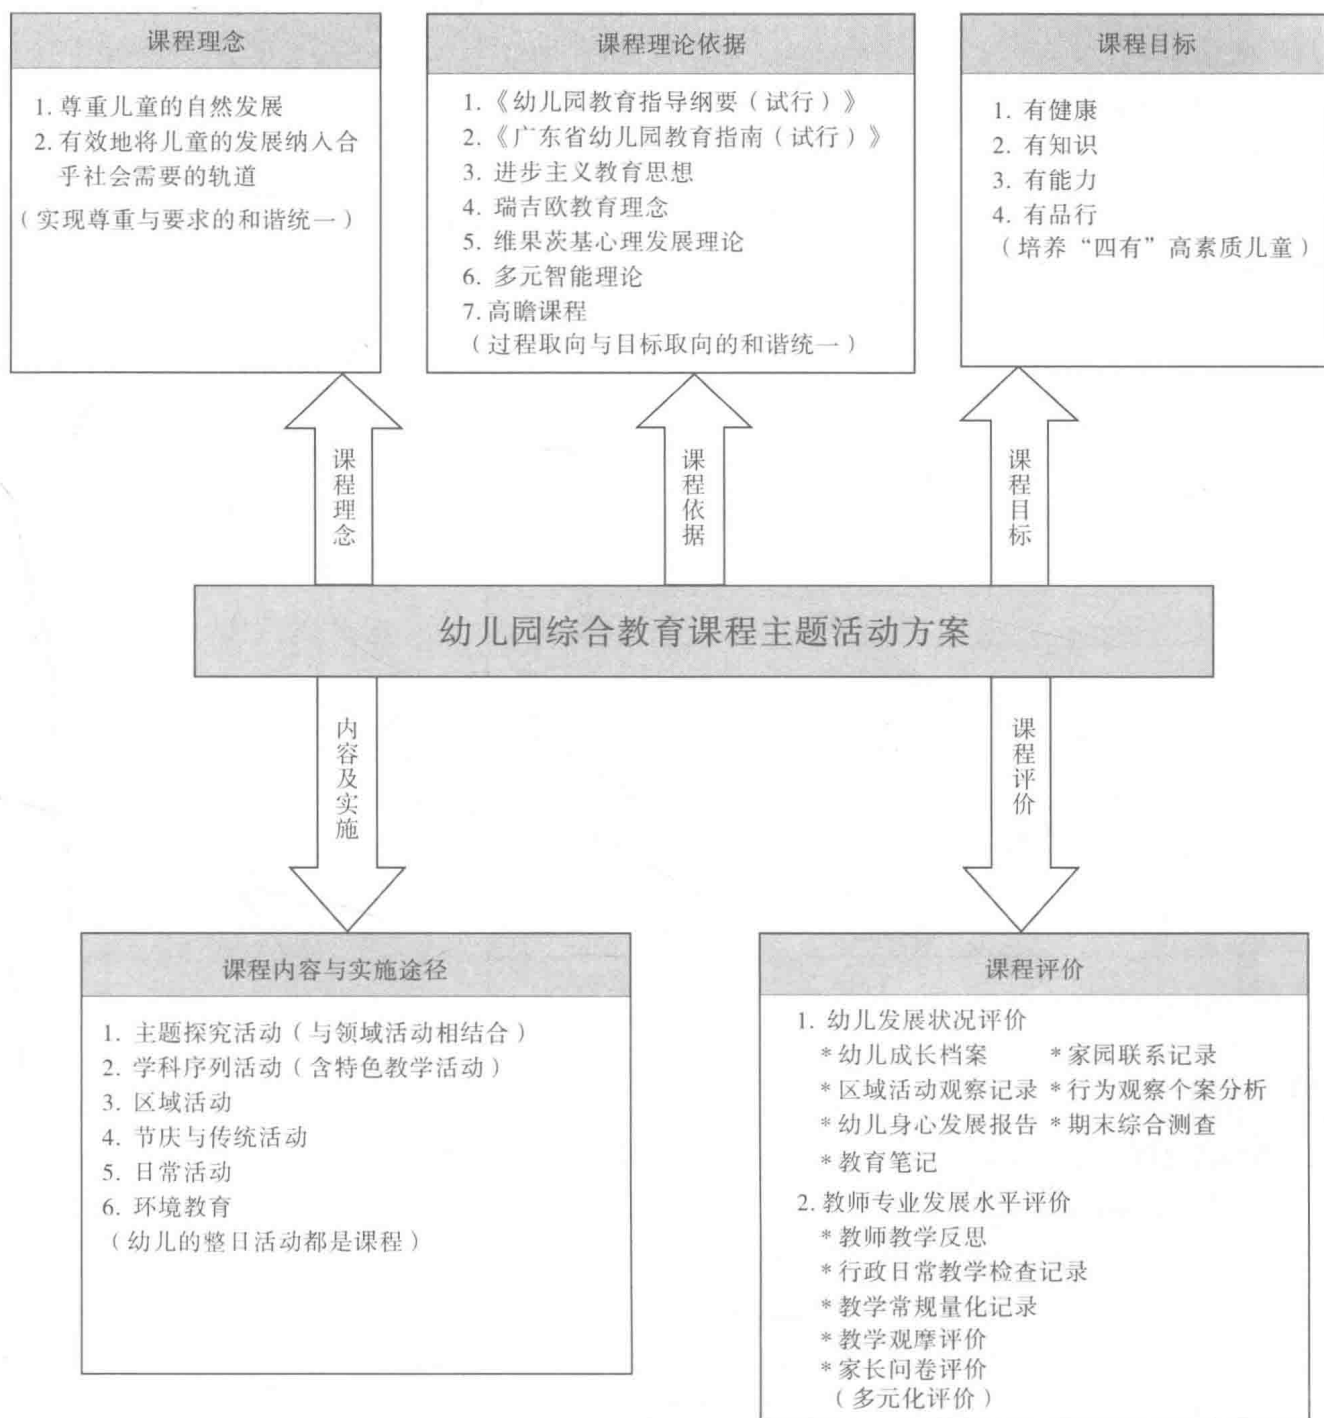 课程理念
1. 尊重儿童的自然发展
2. 有效地将儿童的发展纳入合
乎社会需要的轨道
（实现尊重与要求的和谐统一）
课程理论依据
1.《幼儿园教育指导纲要（试行）》
2.《广东省幼儿园教育指南（试行）》
3. 进步主义教育思想
4. 瑞吉欧教育理念
5. 维果茨基心理发展理论
6. 多元智能理论
7. 高瞻课程
（过程取向与目标取向的和谐统一）
课程目标
1. 有健康
2. 有知识
3. 有能力
4. 有品行
（培养“四有”高素质儿童）
课程理念
课程依据
课程目标
幼儿园综合教育课程主题活动方案
内容及实施
课程评价
课程内容与实施途径
1. 主题探究活动（与领域活动相结合）
2. 学科序列活动（含特色教学活动）
3. 区域活动
4. 节庆与传统活动
5. 日常活动
6. 环境教育
（幼儿的整日活动都是课程）
课程评价
1. 幼儿发展状况评价
*幼儿成长档案 *家园联系记录
*区域活动观察记录 *行为观察个案分析
*幼儿身心发展报告 *期末综合测查
*教育笔记
2. 教师专业发展水平评价
*教师教学反思
*行政日常教学检查记录
*教学常规量化记录
*教学观摩评价
*家长问卷评价
（多元化评价）